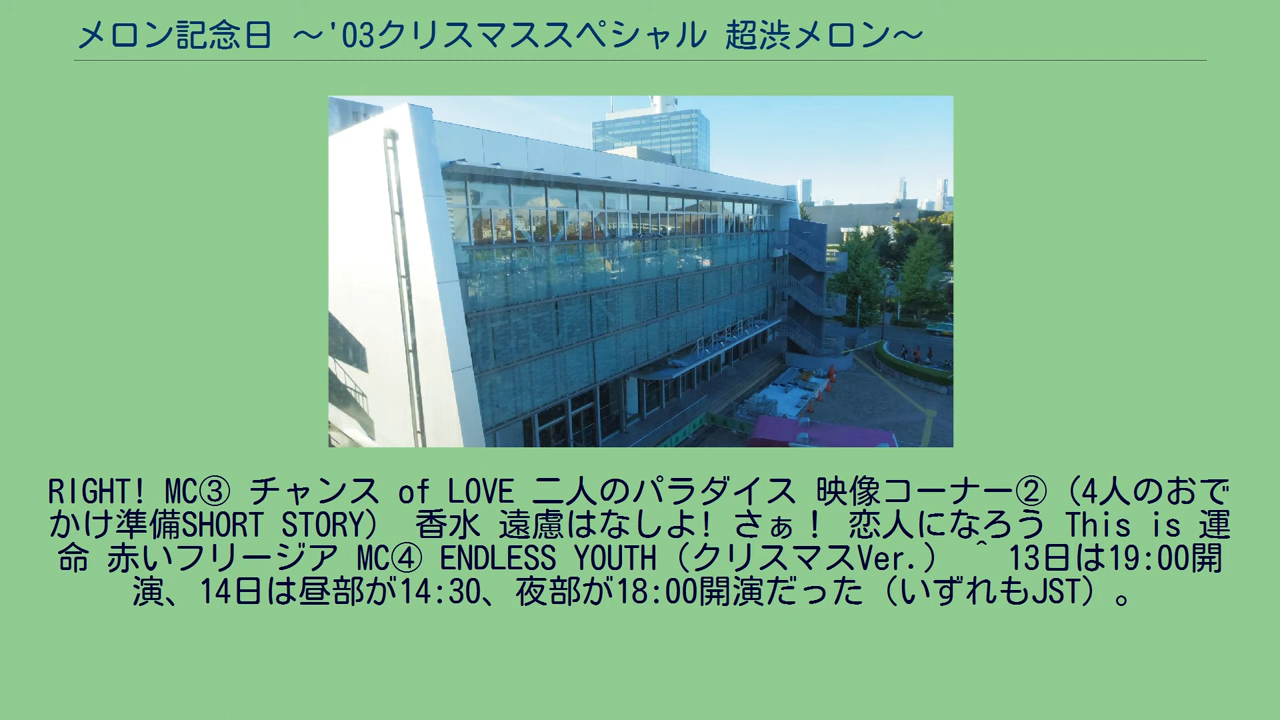 メロン記念日 〜'03クリスマススペシャル 超渋メロン〜
RIGHT! MC③ チャンス of LOVE 二人のパラダイス 映像コーナー②（4人のおで
かけ準備SHORT STORY） 香水 遠慮はなしよ! さぁ！ 恋人になろう This is 運
命 赤いフリージア MC④ ENDLESS YOUTH（クリスマスVer.） ^ 13日は19:00開
演、14日は昼部が14:30、夜部が18:00開演だった（いずれもJST）。